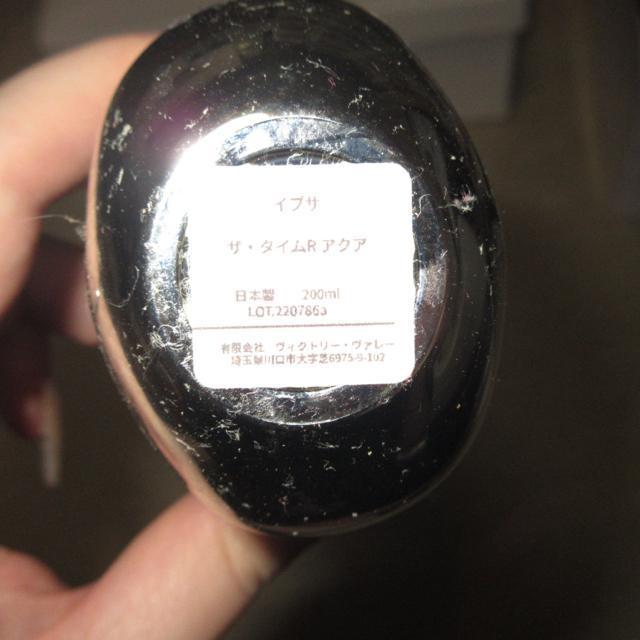 イプサ
ザ・タイムR アクア
日本製 200ml
LOT.2207863
有限会社 ヴィクトリー・ヴァレー
埼玉県川口市大字芝6975-9-102